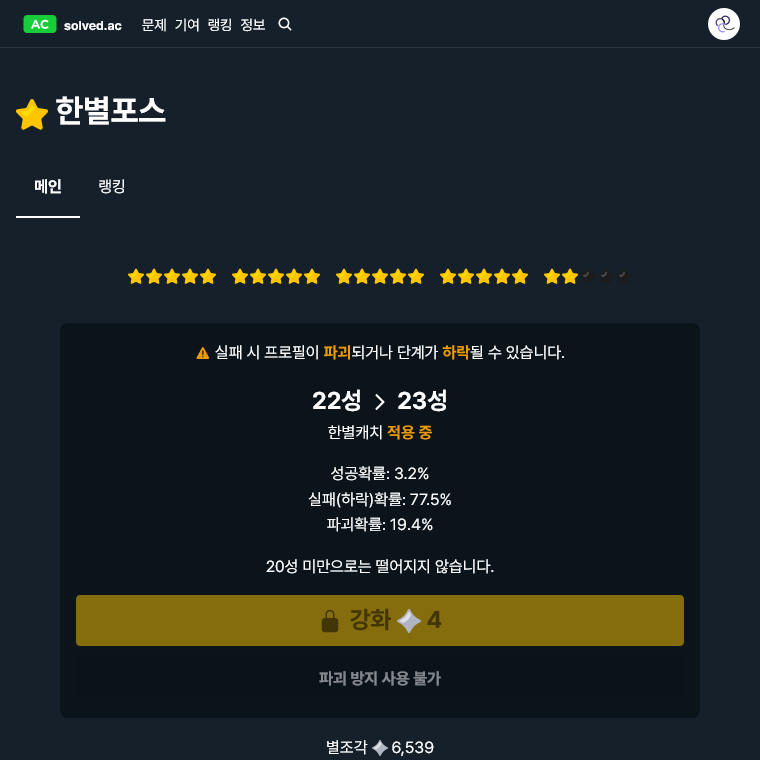 AC solved.ac 문제 기여 랭킹 정보
한별포스
메인 랭킹
실패 시 프로필이 파괴되거나 단계가 하락될 수 있습니다.
22성 > 23성
한별캐치 적용 중
성공확률: 3.2%
실패(하락)확률: 77.5%
파괴확률: 19.4%
20성 미만으로는 떨어지지 않습니다.
강화 4
파괴 방지 사용 불가
별조각 6,539